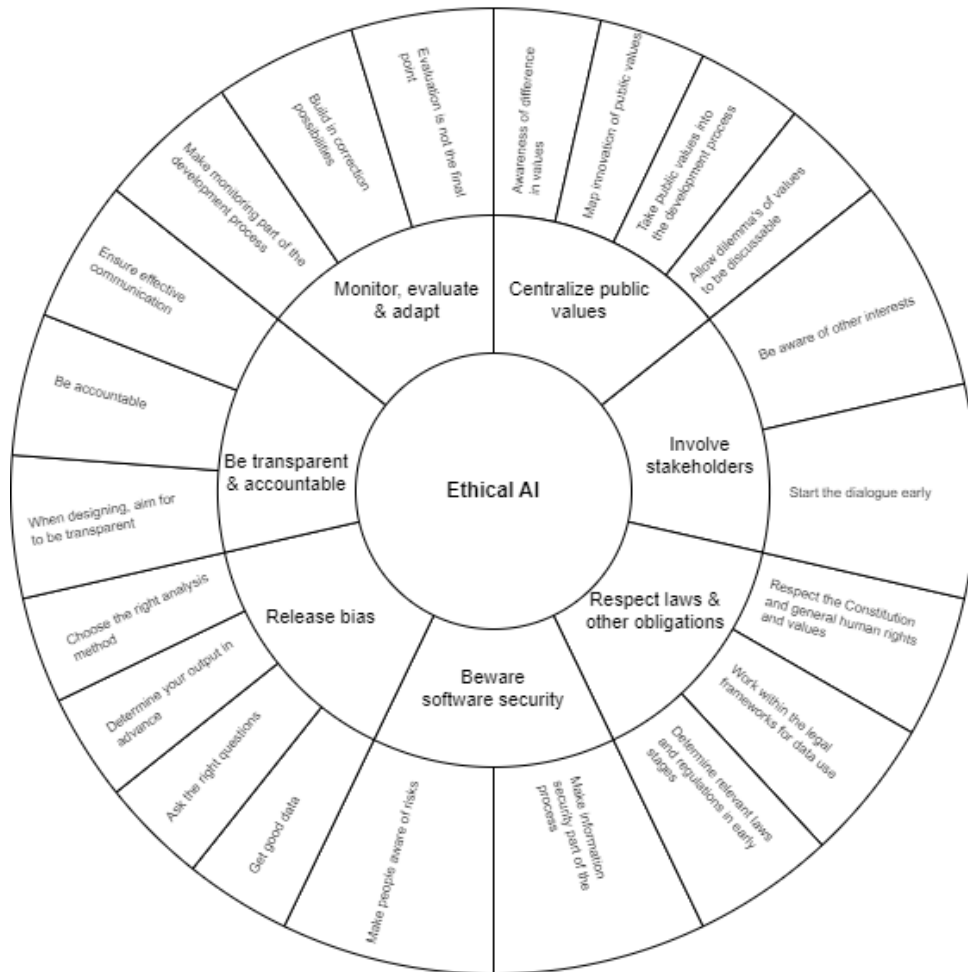 Ethical AI
Centralize public
values
Awareness of difference
in values
Map innovation of public values
Take public values into
the development process
Allow dilemma's of values
to be discussable
Involve
stakeholders
Be aware of other interests
Start the dialogue early
Respect laws &
other obligations
Respect the Constitution
and general human rights
and values
Work within the legal
frameworks for data use
Determine relevant laws
and regulations in early
stages
Beware
software security
Make information
security part of the
process
Make people aware of risks
Release bias
Get good data
Ask the right questions
Determine your output in
advance
Choose the right analysis
method
Be transparent
& accountable
When designing, aim for
to be transparent
Be accountable
Ensure effective
communication
Monitor, evaluate
& adapt
Make monitoring part of the
development process
Build in correction
possibilities
Evaluation is not the final
point